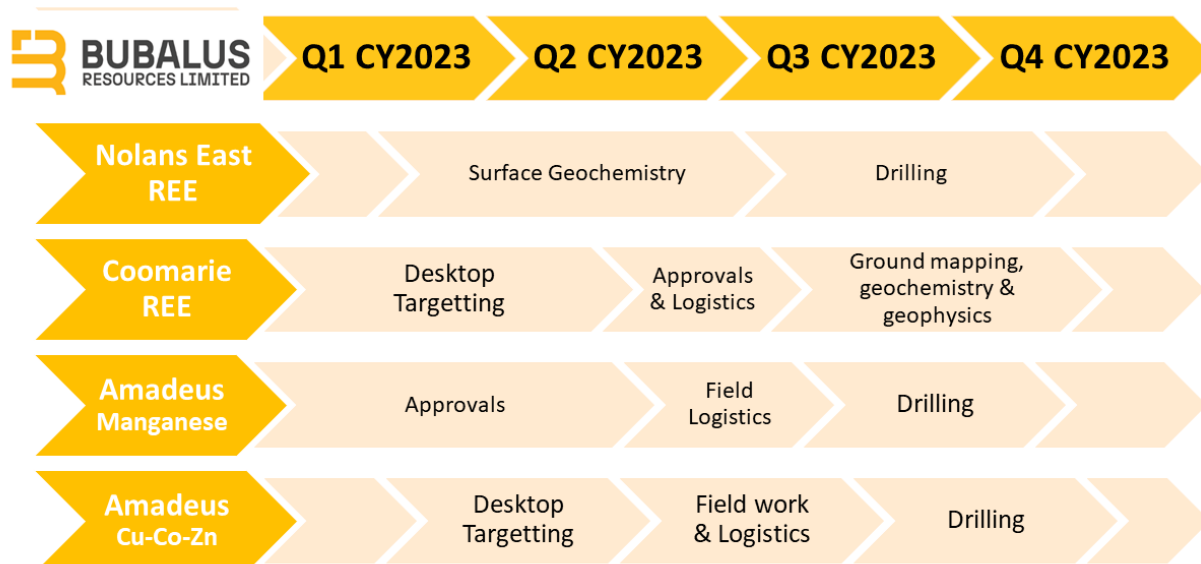 BUBALUS
RESOURCES LIMITED
Q1 CY2023
Q2 CY2023
Q3 CY2023
Q4 CY2023
Nolans East
REE
Surface Geochemistry
Drilling
Coomarie
REE
Desktop
Targetting
Approvals
& Logistics
Ground mapping,
geochemistry &
geophysics
Amadeus
Manganese
Approvals
Field
Logistics
Drilling
Amadeus
Cu-Co-Zn
Desktop
Targetting
Field work
& Logistics
Drilling